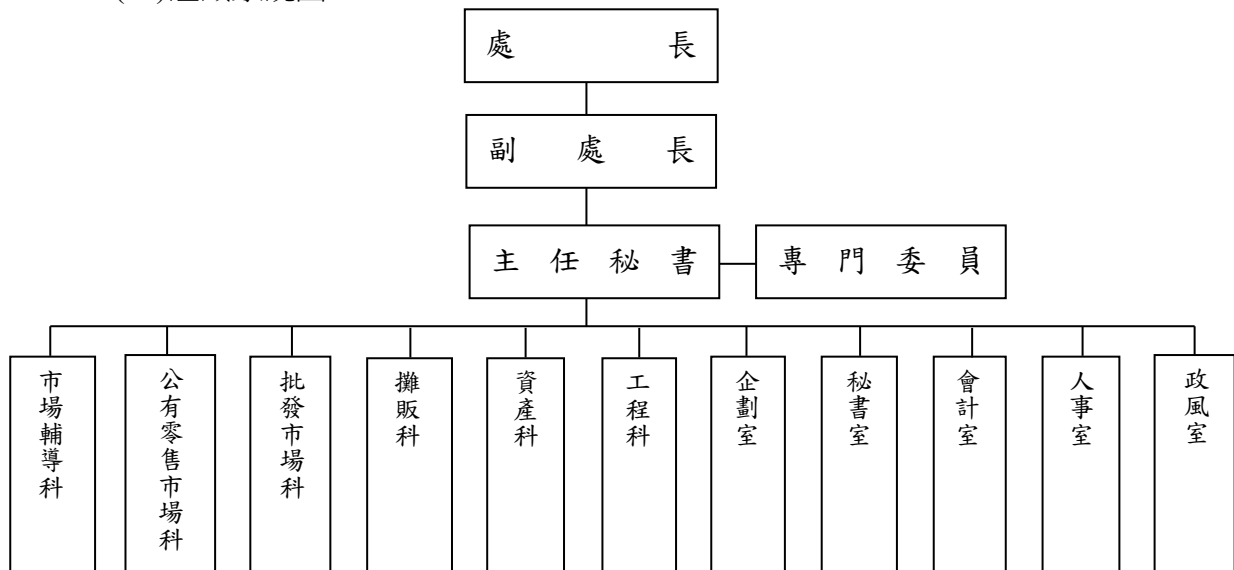 處長
副處長
主任秘書
專門委員
市場輔導科
公有零售市場科
批發市場科
攤販科
資產科
工程科
企劃室
秘書室
會計室
人事室
政風室